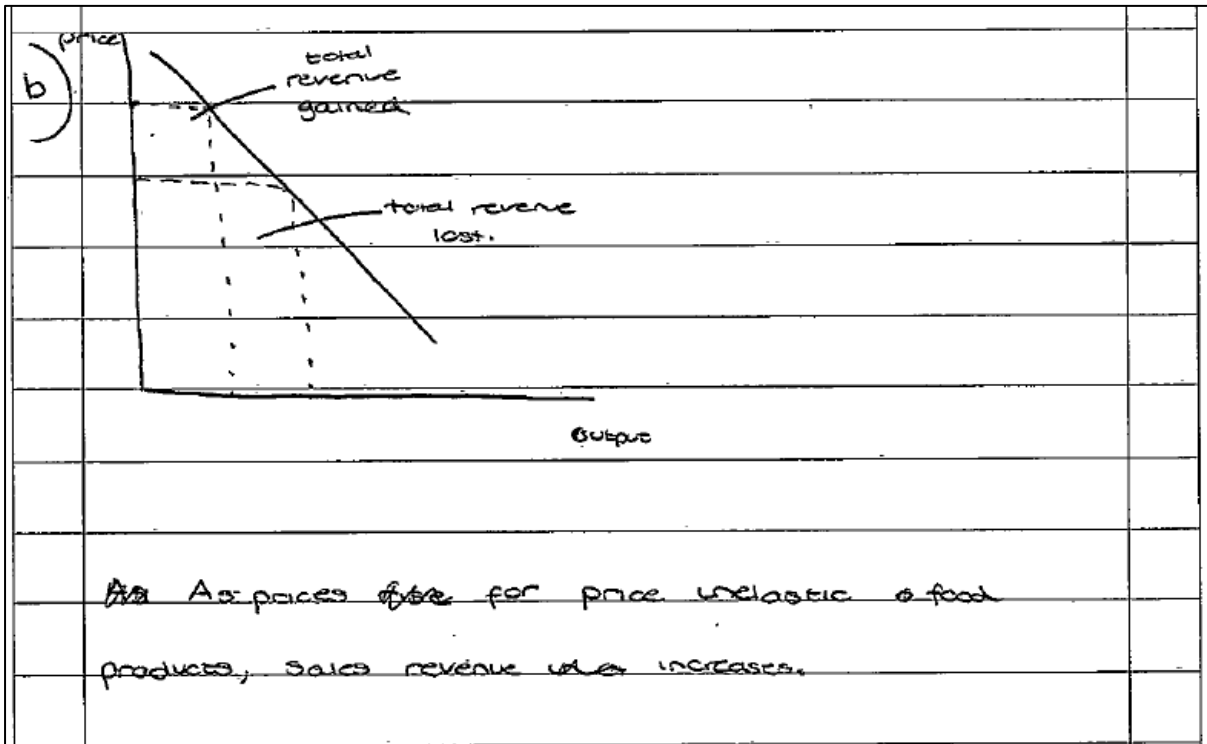 b)
price
total
revenue
gained
total revenue
lost.
Output
As prices for price inelastic food
products, sales revenue increases.